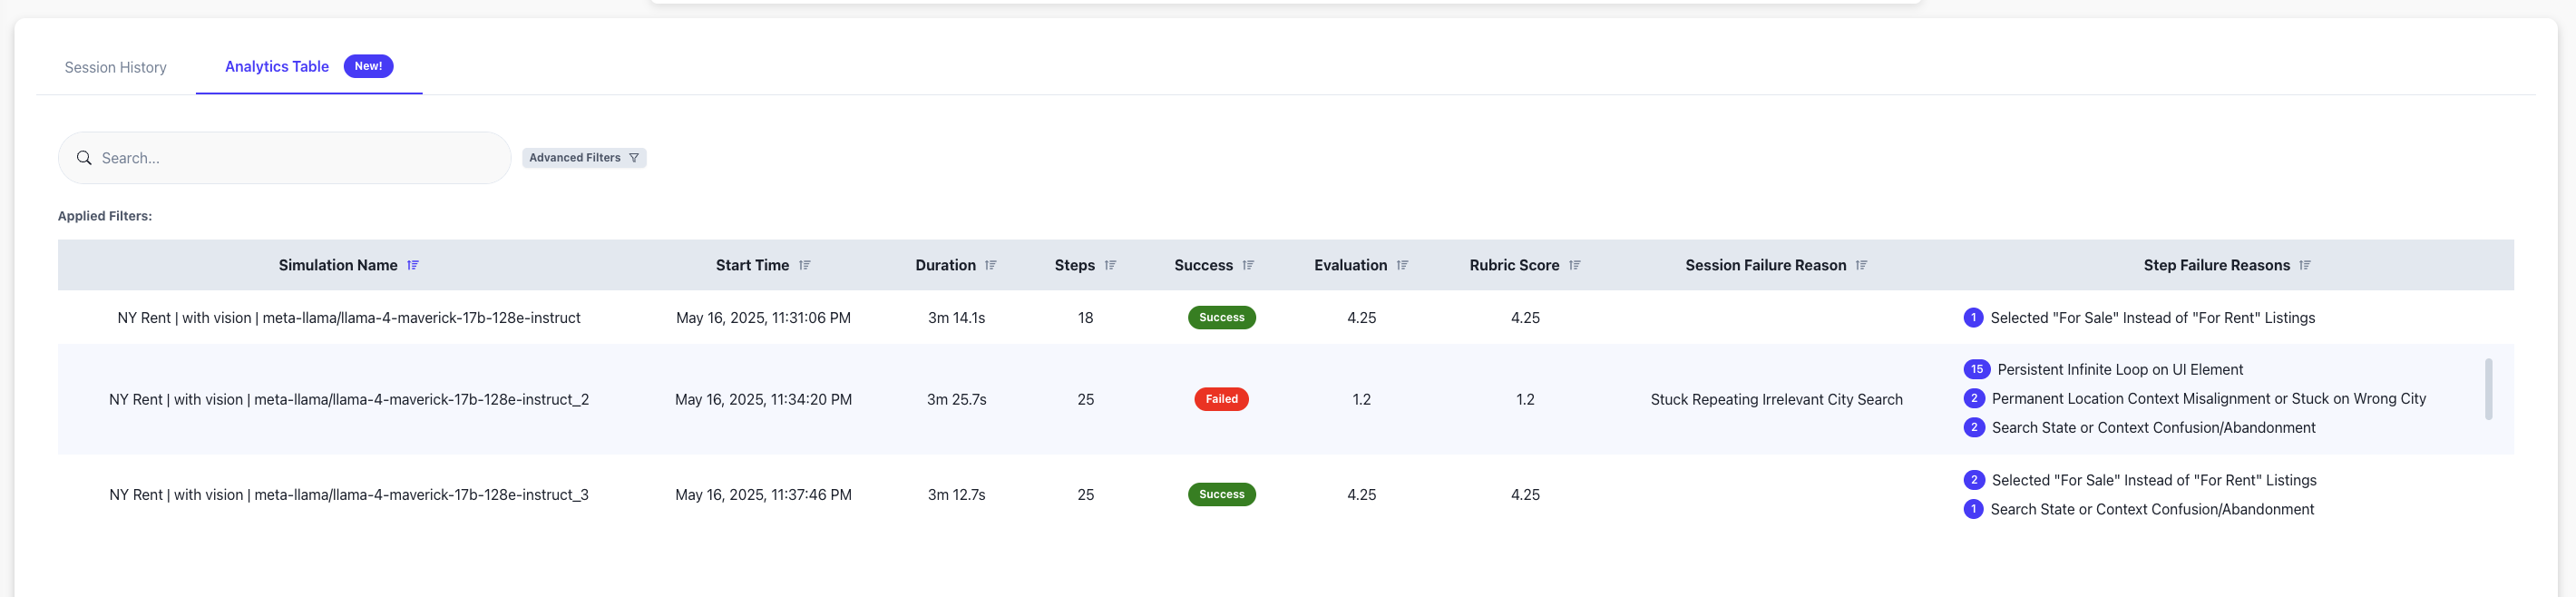 Session History Analytics Table New!
Search...
Advanced Filters
Applied Filters:
Simulation Name Start Time Duration Steps Success Evaluation Rubric Score Session Failure Reason Step Failure Reasons
NY Rent | with vision | meta-llama/llama-4-maverick-17b-128e-instruct May 16, 2025, 11:31:06 PM 3m 14.1s 18 Success 4.25 4.25 1 Selected "For Sale" Instead of "For Rent" Listings
15 Persistent Infinite Loop on UI Element
NY Rent | with vision | meta-llama/llama-4-maverick-17b-128e-instruct_2 May 16, 2025, 11:34:20 PM 3m 25.7s 25 Failed 1.2 1.2 Stuck Repeating Irrelevant City Search 2 Permanent Location Context Misalignment or Stuck on Wrong City
2 Search State or Context Confusion/Abandonment
NY Rent | with vision | meta-llama/llama-4-maverick-17b-128e-instruct_3 May 16, 2025, 11:37:46 PM 3m 12.7s 25 Success 4.25 4.25 2 Selected "For Sale" Instead of "For Rent" Listings
1 Search State or Context Confusion/Abandonment